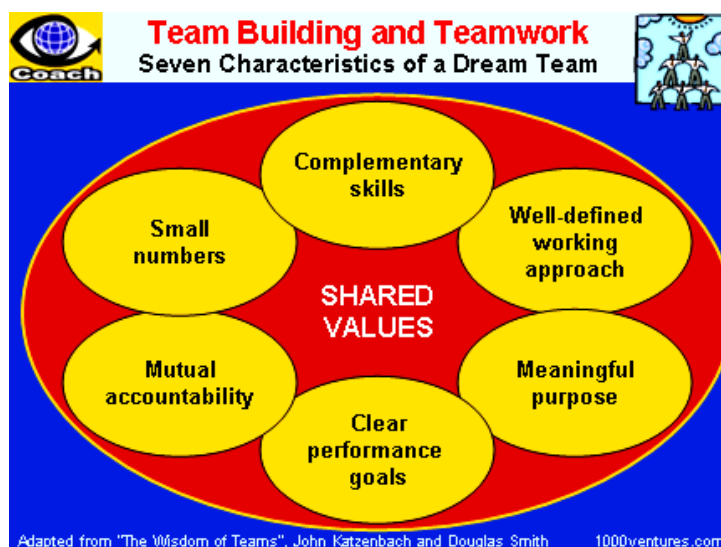 Coach
Team Building and Teamwork
Seven Characteristics of a Dream Team
Complementary
skills
Well-defined
working
approach
Small
numbers
SHARED
VALUES
Mutual
accountability
Meaningful
purpose
Clear
performance
goals
Adapted from "The Wisdom of Teams", John Katzenbach and Douglas Smith
1000ventures.com